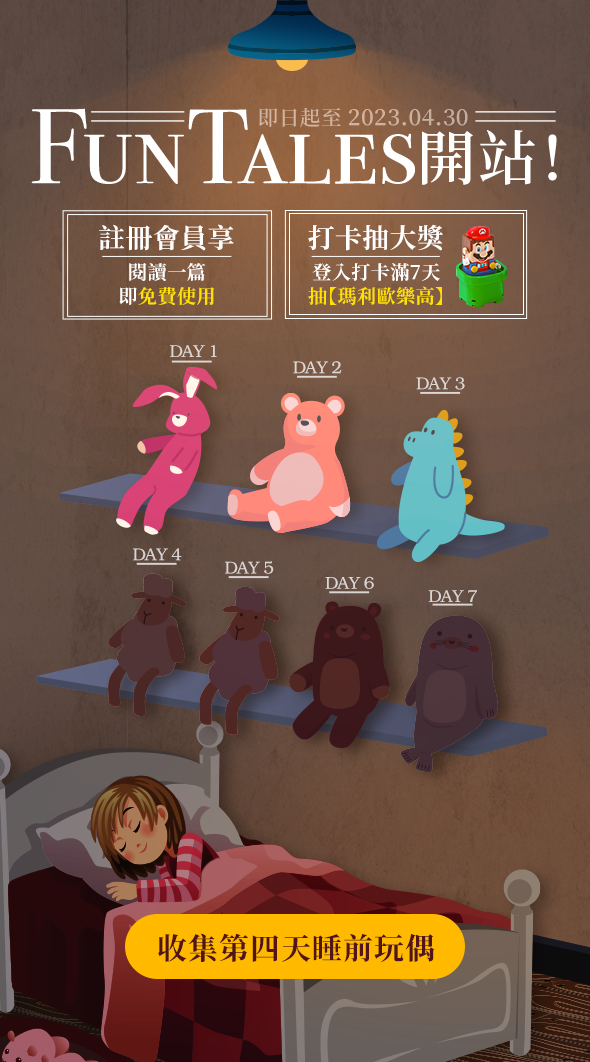 即日起至 2023.04.30
FUNTALES開站！
註冊會員享
閱讀一篇
即免費使用
打卡抽大獎
登入打卡滿7天
抽【瑪利歐樂高】
DAY 1
DAY 2
DAY 3
DAY 4
DAY 5
DAY 6
DAY 7
收集第四天睡前玩偶